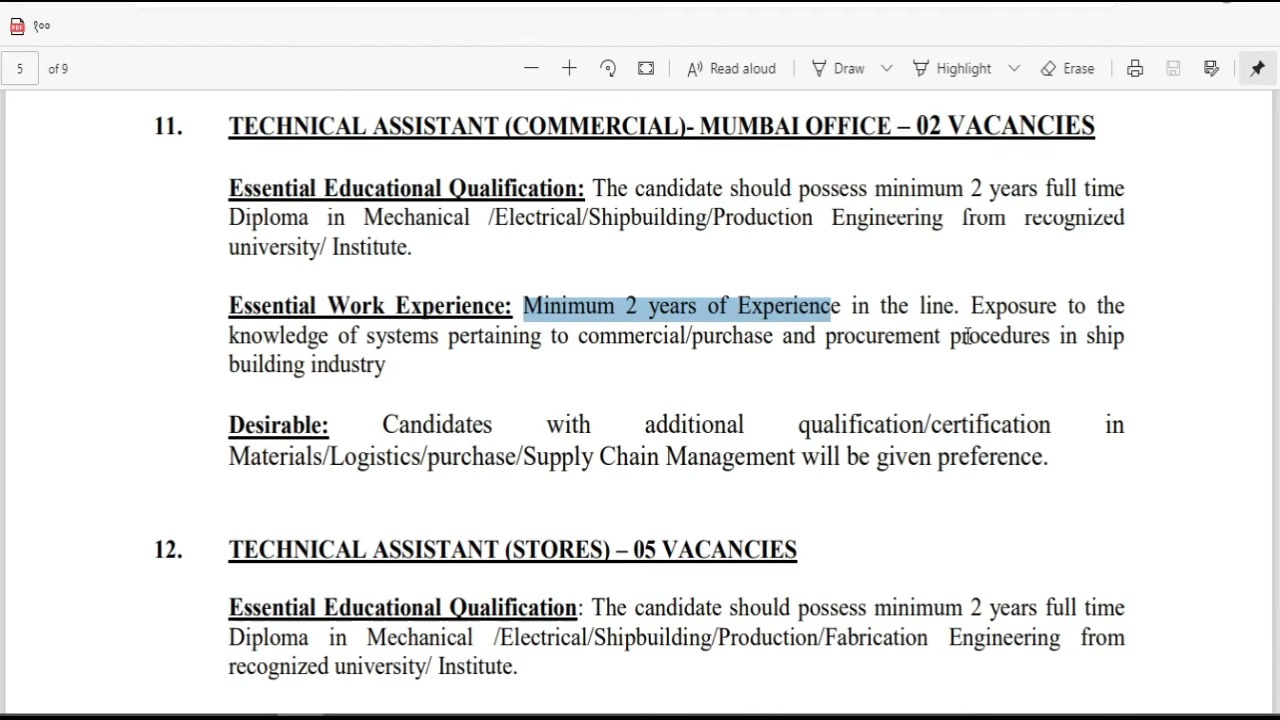 PDF १००
5 of 9 Read aloud Draw Highlight Erase
11. TECHNICAL ASSISTANT (COMMERCIAL)- MUMBAI OFFICE – 02 VACANCIES
Essential Educational Qualification: The candidate should possess minimum 2 years full time
Diploma in Mechanical /Electrical/Shipbuilding/Production Engineering from recognized
university/ Institute.
Essential Work Experience: Minimum 2 years of Experience in the line. Exposure to the
knowledge of systems pertaining to commercial/purchase and procurement procedures in ship
building industry
Desirable: Candidates with additional qualification/certification in
Materials/Logistics/purchase/Supply Chain Management will be given preference.
12. TECHNICAL ASSISTANT (STORES) – 05 VACANCIES
Essential Educational Qualification: The candidate should possess minimum 2 years full time
Diploma in Mechanical /Electrical/Shipbuilding/Production/Fabrication Engineering from
recognized university/ Institute.